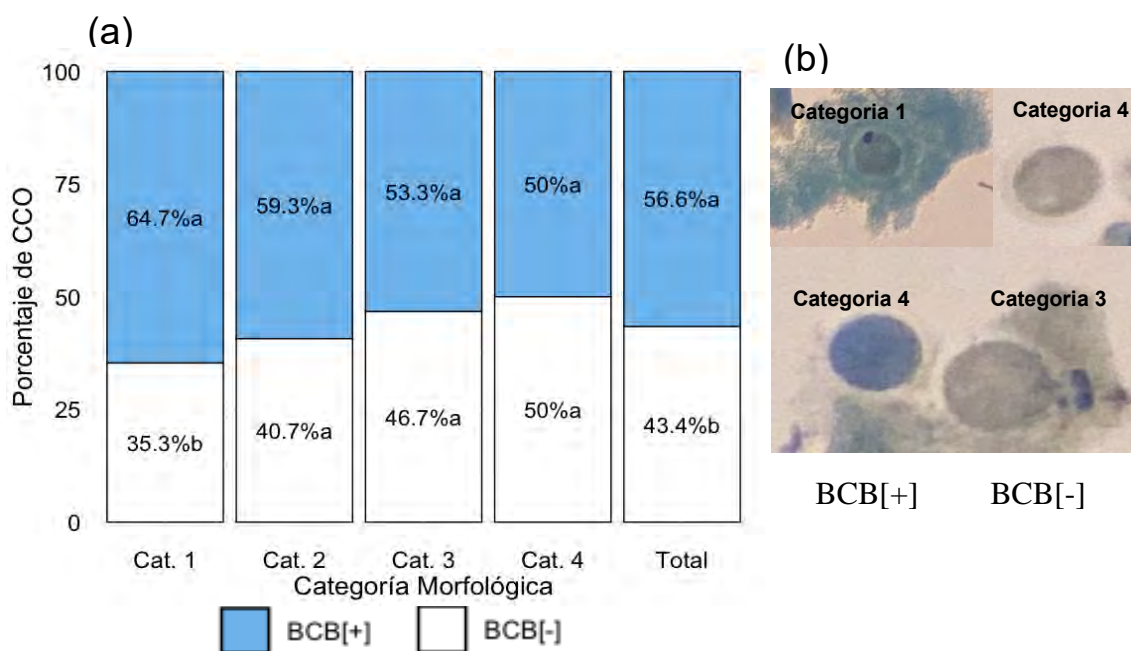 (a)
100
75
50
25
0
Porcentaje de CCO
64.7%a
59.3%a
53.3%a
50%a
56.6%a
35.3%b
40.7%a
46.7%a
50%a
43.4%b
Cat. 1
Cat. 2
Cat. 3
Cat. 4
Total
Categoría Morfológica
BCB[+]
BCB[-]
(b)
Categoria 1
Categoria 4
Categoria 4
Categoria 3
BCB[+]
BCB[-]